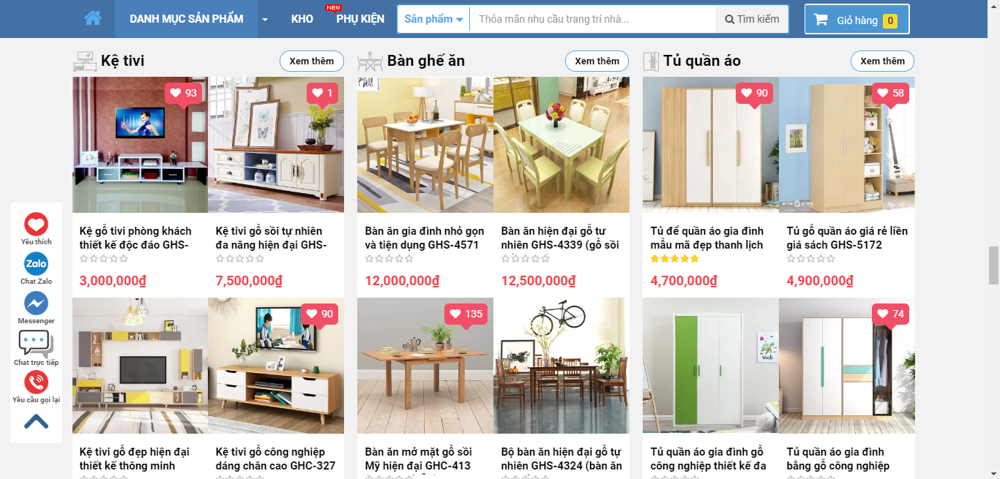 DANH MỤC SẢN PHẨM
KHO
NEW
PHỤ KIỆN
Sản phẩm
Thỏa mãn nhu cầu trang trí nhà...
Tìm kiếm
Giỏ hàng 0
Kệ tivi
Xem thêm
Bàn ghế ăn
Xem thêm
Tủ quần áo
Xem thêm
93
1
90
58
Kệ gỗ tivi phòng khách
thiết kế độc đáo GHS-
3,000,000₫
Kệ tivi gỗ sồi tự nhiên
đa năng hiện đại GHS-
7,500,000₫
Bàn ăn gia đình nhỏ gọn
và tiện dụng GHS-4571
12,000,000₫
Bàn ăn hiện đại gỗ tư
nhiên GHS-4339 (gỗ sồi
12,500,000₫
Tủ để quần áo gia đình
mẫu mã đẹp thanh lịch
4,700,000₫
Tủ gỗ quần áo giá rẻ liền
giá sách GHS-5172
4,900,000₫
90
135
74
Wash
Kệ tivi gỗ đẹp hiện đại
thiết kế thông minh
Kệ tivi gỗ công nghiệp
dáng chân cao GHC-327
Bàn ăn mở mặt gỗ sồi
Mỹ hiện đại GHC-413
Bộ bàn ăn hiện đại gỗ tự
nhiên GHS-4324 (bàn ăn
Tủ quần áo gia đình gỗ
công nghiệp thiết kế đa
Tủ quần áo gia đình
bằng gỗ công nghiệp
Yêu thích
Zalo
Chat Zalo
Messenger
Chat trực tiếp
Yêu cầu gọi lại